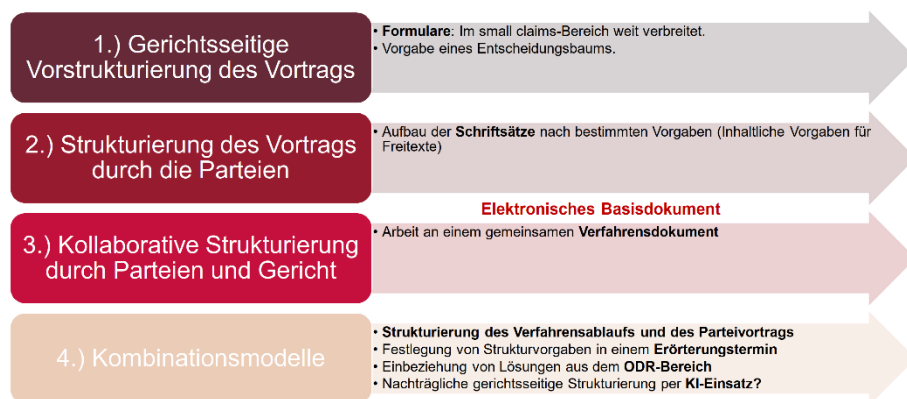 1.) Gerichtsseitige
Vorstrukturierung des Vortrags
• Formulare: Im small claims-Bereich weit verbreitet.
• Vorgabe eines Entscheidungsbaums.
2.) Strukturierung des Vortrags
durch die Parteien
• Aufbau der Schriftsätze nach bestimmten Vorgaben (Inhaltliche Vorgaben für
Freitexte)
Elektronisches Basisdokument
3.) Kollaborative Strukturierung
durch Parteien und Gericht
• Arbeit an einem gemeinsamen Verfahrensdokument
4.) Kombinationsmodelle
• Strukturierung des Verfahrensablaufs und des Parteivortrags
• Festlegung von Strukturvorgaben in einem Erörterungstermin
• Einbeziehung von Lösungen aus dem ODR-Bereich
• Nachträgliche gerichtsseitige Strukturierung per KI-Einsatz?